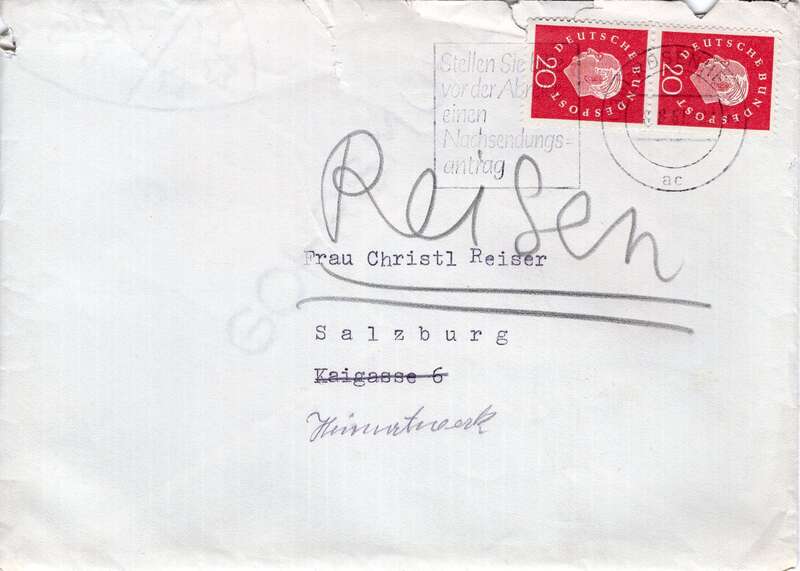 DEUTSCHE BUNDESPOST 20
DEUTSCHE BUNDESPOST 20
Stellen Sie
vor der
einen
Nachsendungs-
antrag
ac
Reisen
Frau Christl Reiser
Salzburg
Kaigasse 6
Heimatwerk